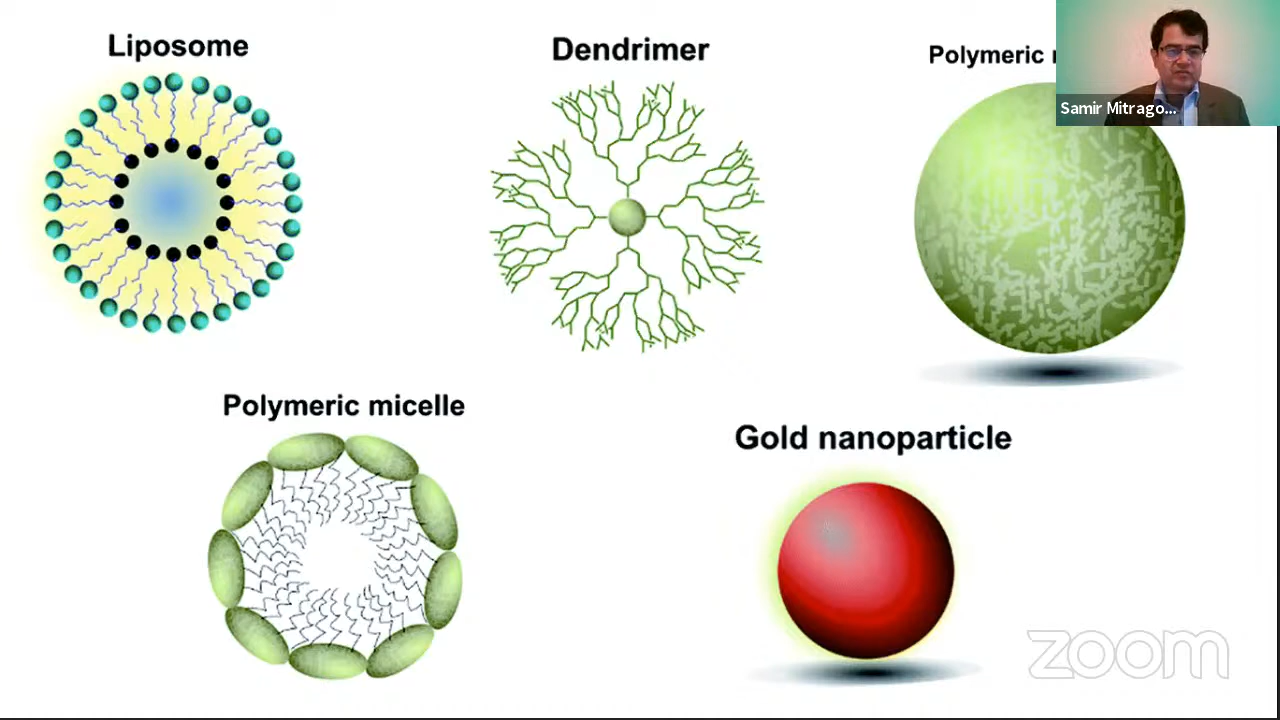 Liposome
Dendrimer
Polymeric
Samir Mitrago...
Polymeric micelle
Gold nanoparticle
zoom